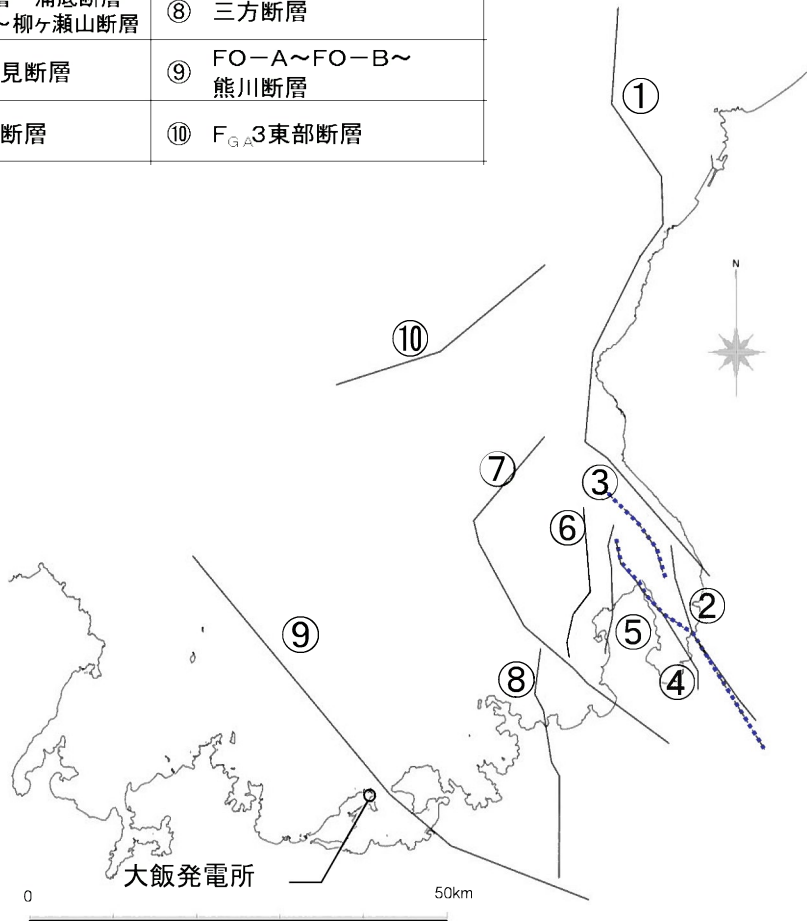 ⑧ 三方断層
~柳ヶ瀬山断層
見断層
⑨ FO-A~FO-B~
熊川断層
断層
⑩ FGA3東部断層
①
N
⑩
⑦
③
⑥
②
⑨
⑤
⑧
④
大飯発電所
0
50km